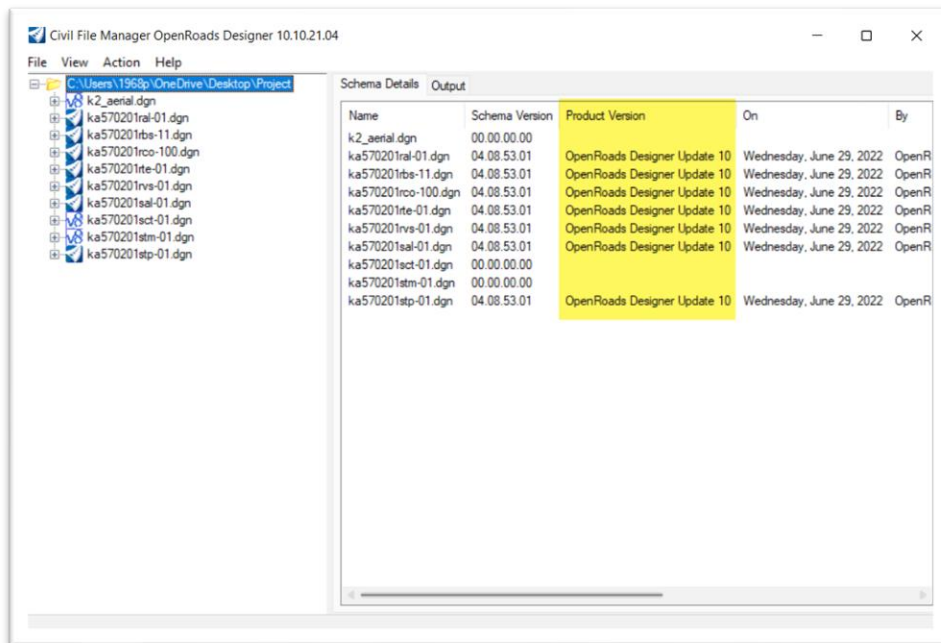 Civil File Manager OpenRoads Designer 10.10.21.04
File View Action Help
C:\Users\1968p\OneDrive\Desktop\Project
k2_aerial.dgn
ka570201ral-01.dgn
ka570201rbs-11.dgn
ka570201rco-100.dgn
ka570201rte-01.dgn
ka570201rvs-01.dgn
ka570201sal-01.dgn
ka570201sct-01.dgn
ka570201stm-01.dgn
ka570201stp-01.dgn
Schema Details Output
Name Schema Version Product Version On By
k2_aerial.dgn 00.00.00.00
ka570201ral-01.dgn 04.08.53.01 OpenRoads Designer Update 10 Wednesday, June 29, 2022 OpenR
ka570201rbs-11.dgn 04.08.53.01 OpenRoads Designer Update 10 Wednesday, June 29, 2022 OpenR
ka570201rco-100.dgn 04.08.53.01 OpenRoads Designer Update 10 Wednesday, June 29, 2022 OpenR
ka570201rte-01.dgn 04.08.53.01 OpenRoads Designer Update 10 Wednesday, June 29, 2022 OpenR
ka570201rvs-01.dgn 04.08.53.01 OpenRoads Designer Update 10 Wednesday, June 29, 2022 OpenR
ka570201sal-01.dgn 04.08.53.01 OpenRoads Designer Update 10 Wednesday, June 29, 2022 OpenR
ka570201sct-01.dgn 00.00.00.00
ka570201stm-01.dgn 00.00.00.00
ka570201stp-01.dgn 04.08.53.01 OpenRoads Designer Update 10 Wednesday, June 29, 2022 OpenR